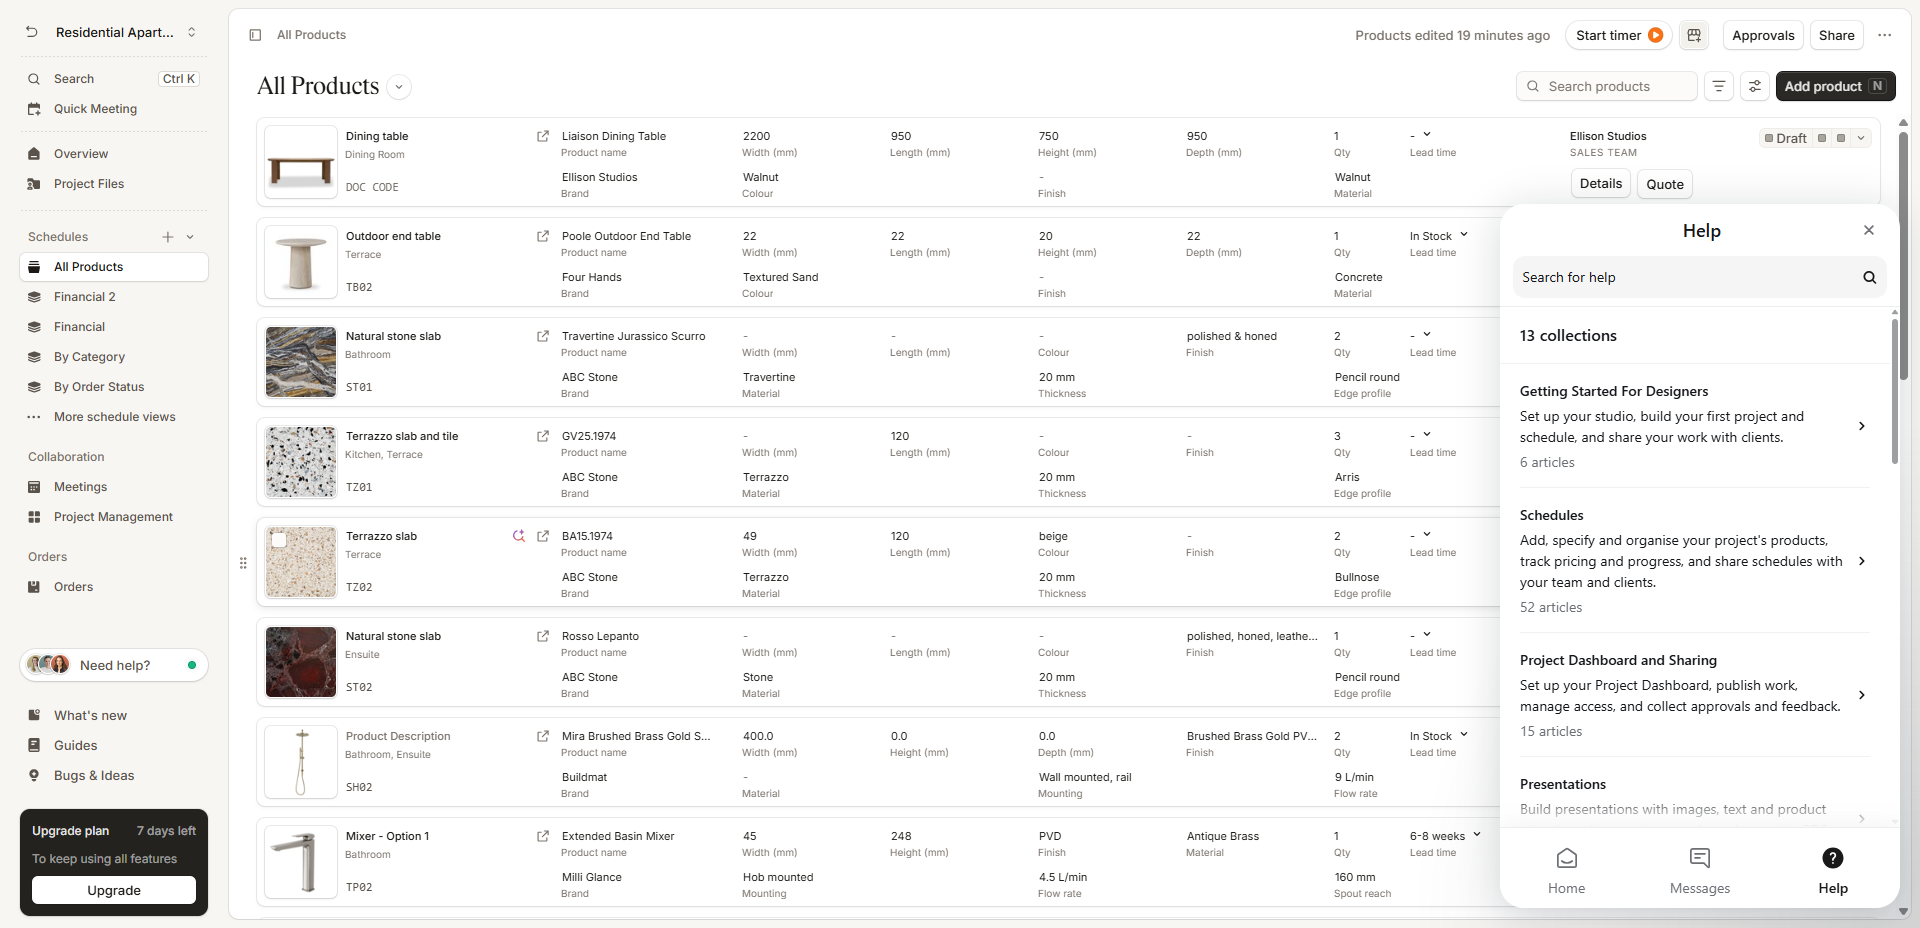 Residential Apart...
Search
Ctrl K
Quick Meeting
Overview
Project Files
Schedules
All Products
Financial 2
Financial
By Category
By Order Status
More schedule views
Collaboration
Meetings
Project Management
Orders
Orders
Need help?
What's new
Guides
Bugs & Ideas
Upgrade plan
7 days left
To keep using all features
Upgrade
All Products
Products edited 19 minutes ago
Start timer
Approvals
Share
All Products
Search products
Add product N
Dining table
Dining Room
DOC CODE
Liaison Dining Table 2200 950 750 950 1 -
Product name Width (mm) Length (mm) Height (mm) Depth (mm) Qty Lead time
Ellison Studios Walnut - Walnut
Brand Colour Finish Material
Ellison Studios
SALES TEAM
Draft
Details
Quote
Outdoor end table
Terrace
TB02
Poole Outdoor End Table 22 22 20 22 1 In Stock
Product name Width (mm) Length (mm) Height (mm) Depth (mm) Qty Lead time
Four Hands Textured Sand - Concrete
Brand Colour Finish Material
Natural stone slab
Bathroom
ST01
Travertine Jurassico Scurro - - - polished & honed 2 -
Product name Width (mm) Length (mm) Colour Finish Qty Lead time
ABC Stone Travertine 20 mm Pencil round
Brand Material Thickness Edge profile
Terrazzo slab and tile
Kitchen, Terrace
TZ01
GV25.1974 - 120 - - 3 -
Product name Width (mm) Length (mm) Colour Finish Qty Lead time
ABC Stone Terrazzo 20 mm Arris
Brand Material Thickness Edge profile
Terrazzo slab
Terrace
TZ02
BA15.1974 49 120 beige - 2 -
Product name Width (mm) Length (mm) Colour Finish Qty Lead time
ABC Stone Terrazzo 20 mm Bullnose
Brand Material Thickness Edge profile
Natural stone slab
Ensuite
ST02
Rosso Lepanto - - - polished, honed, leathe... 1 -
Product name Width (mm) Length (mm) Colour Finish Qty Lead time
ABC Stone Stone 20 mm Pencil round
Brand Material Thickness Edge profile
Product Description
Bathroom, Ensuite
SH02
Mira Brushed Brass Gold S... 400.0 0.0 0.0 Brushed Brass Gold PV... 2 In Stock
Product name Width (mm) Height (mm) Depth (mm) Finish Qty Lead time
Buildmat - Wall mounted, rail 9 L/min
Brand Material Mounting Flow rate
Mixer - Option 1
Bathroom
TP02
Extended Basin Mixer 45 248 PVD Antique Brass 1 6-8 weeks
Product name Width (mm) Height (mm) Finish Material Qty Lead time
Milli Glance Hob mounted 4.5 L/min 160 mm
Brand Mounting Flow rate Spout reach
Help
Search for help
13 collections
Getting Started For Designers
Set up your studio, build your first project and
schedule, and share your work with clients.
6 articles
Schedules
Add, specify and organise your project's products,
track pricing and progress, and share schedules with
your team and clients.
52 articles
Project Dashboard and Sharing
Set up your Project Dashboard, publish work,
manage access, and collect approvals and feedback.
15 articles
Presentations
Build presentations with images, text and product
Home
Messages
Help